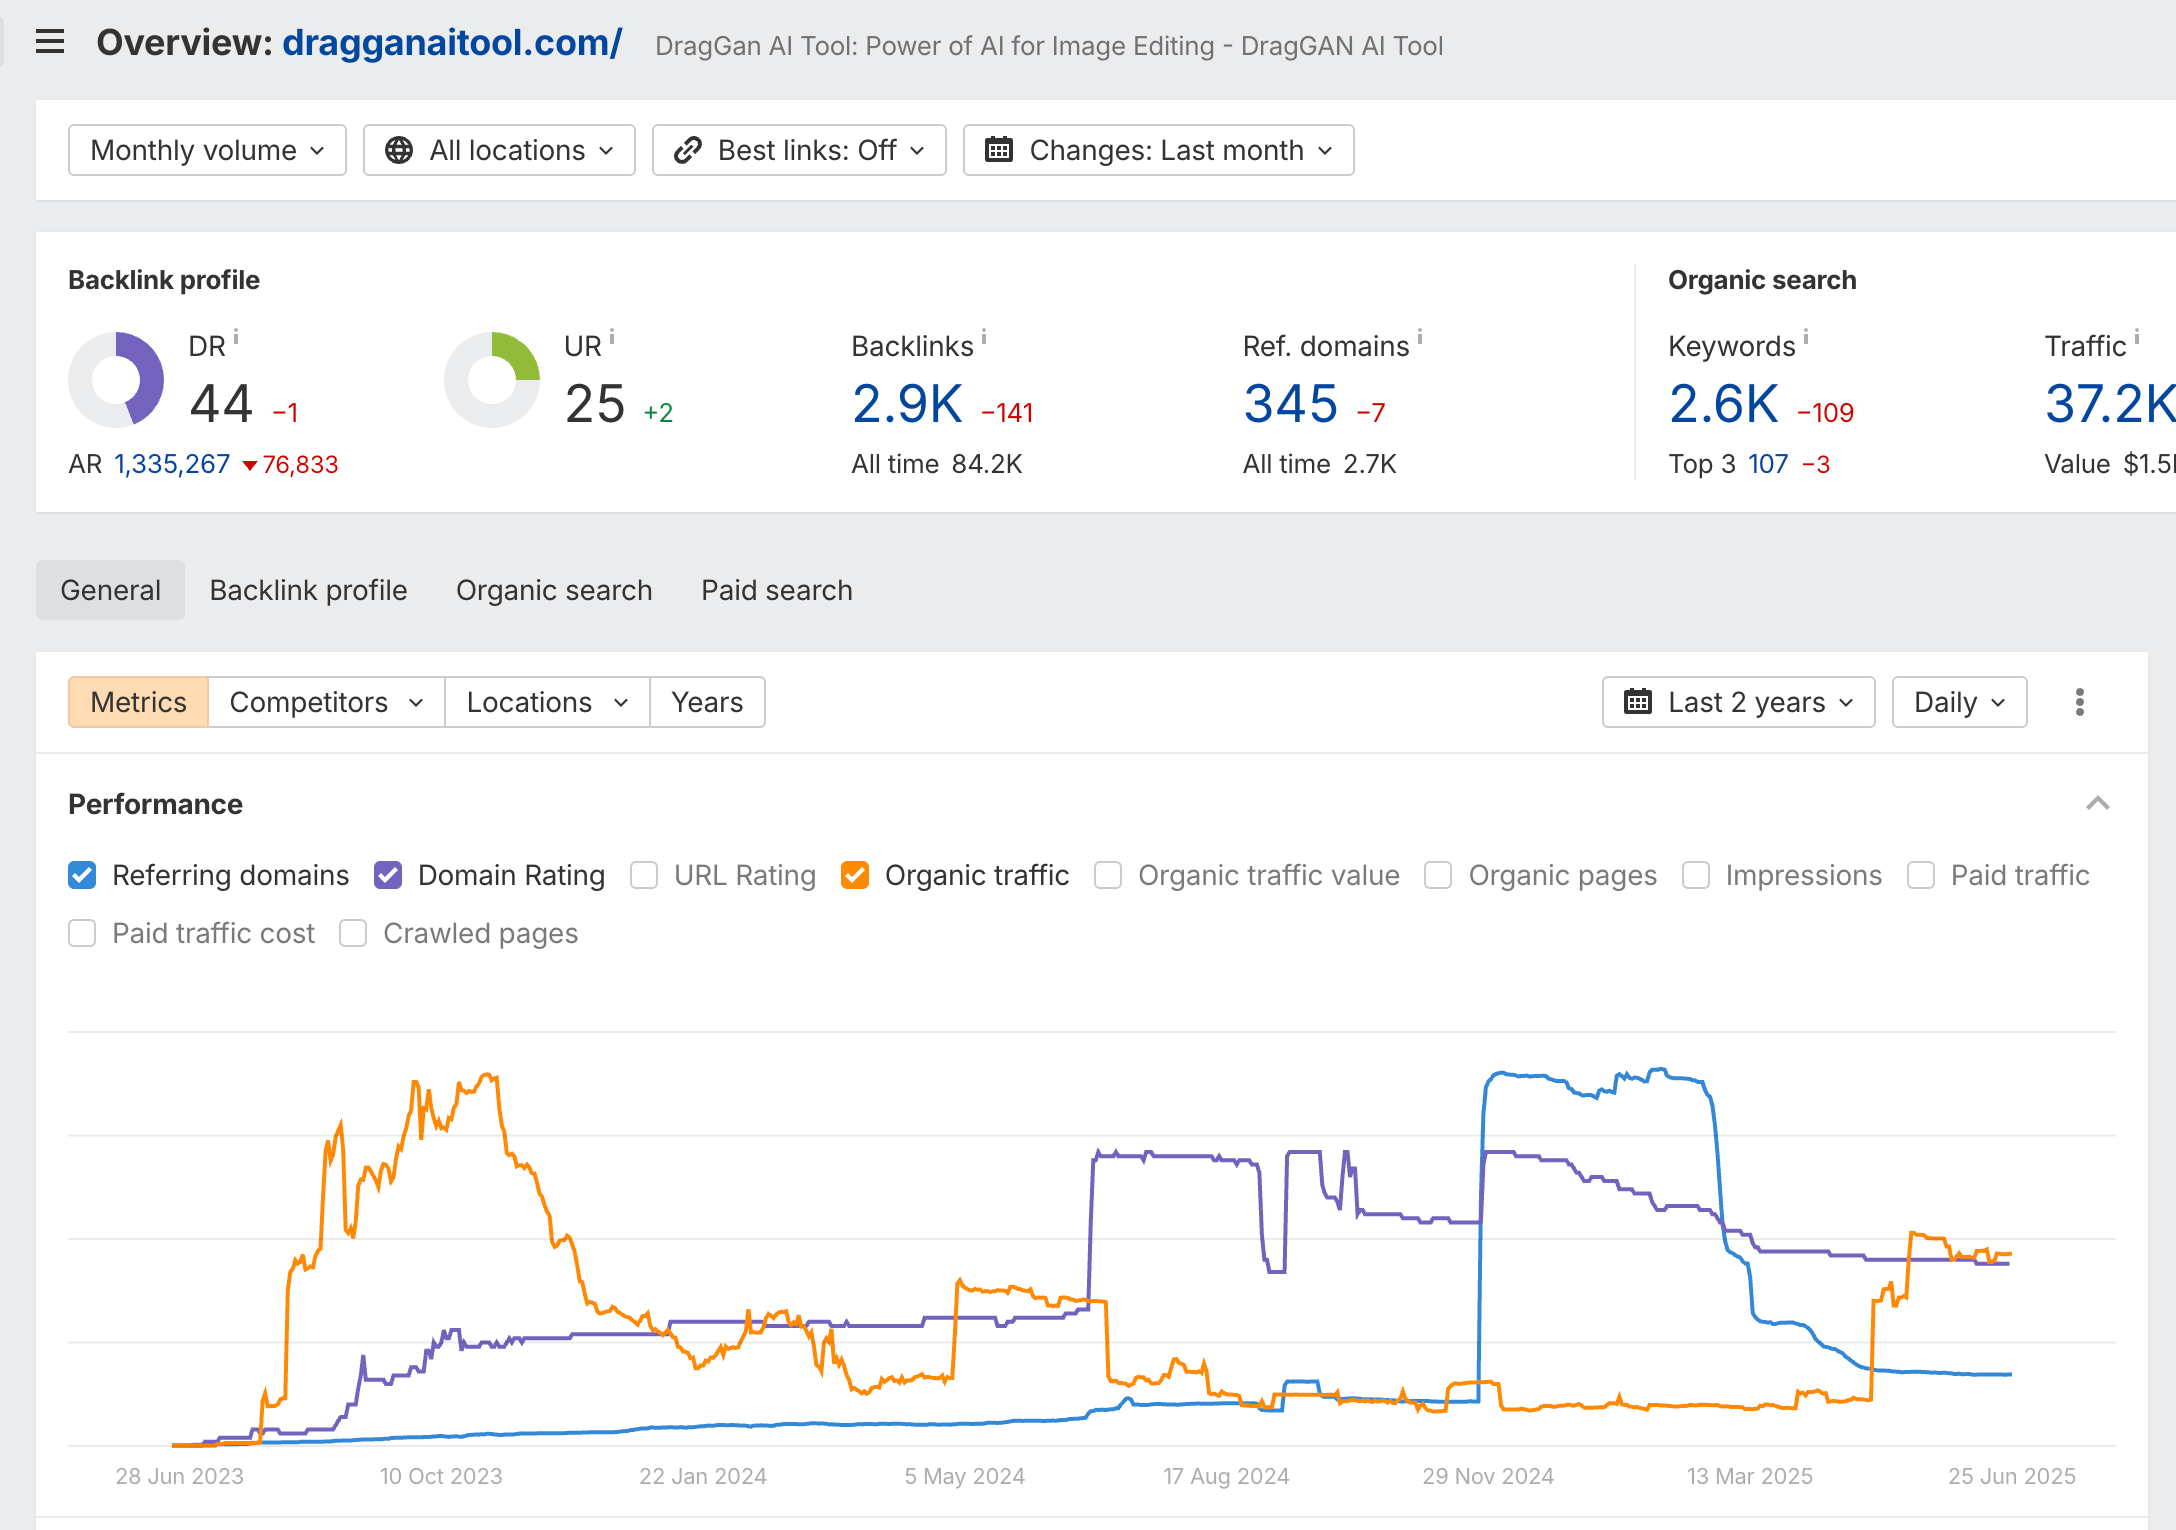 Overview: dragganaitool.com/ DragGan AI Tool: Power of AI for Image Editing - DragGAN AI Tool
Monthly volume All locations Best links: Off Changes: Last month
Backlink profile Organic search
DR i UR i Backlinks i Ref. domains i Keywords i Traffic i
44 −1 25 +2 2.9K −141 345 −7 2.6K −109 37.2K
AR 1,335,267 76,833 All time 84.2K All time 2.7K Top 3 107 −3 Value $1.5
General Backlink profile Organic search Paid search
Metrics Competitors Locations Years Last 2 years Daily
Performance
Referring domains Domain Rating URL Rating Organic traffic Organic traffic value Organic pages Impressions Paid traffic
Paid traffic cost Crawled pages
28 Jun 2023 10 Oct 2023 22 Jan 2024 5 May 2024 17 Aug 2024 29 Nov 2024 13 Mar 2025 25 Jun 2025